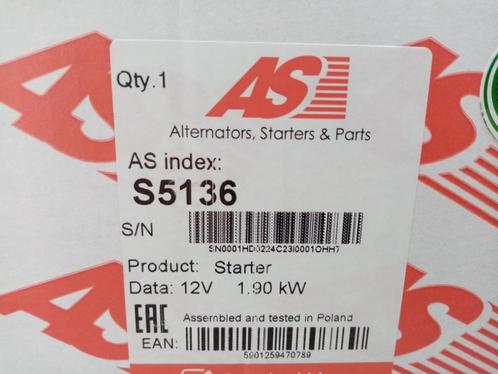 Qty.1
AS
Alternators, Starters & Parts
AS index:
S5136
S/N
SN0001HD0224C23I0001OHH7
Product: Starter
Data: 12V 1.90 kW
EAC
Assembled and tested in Poland
EAN:
5901259470789